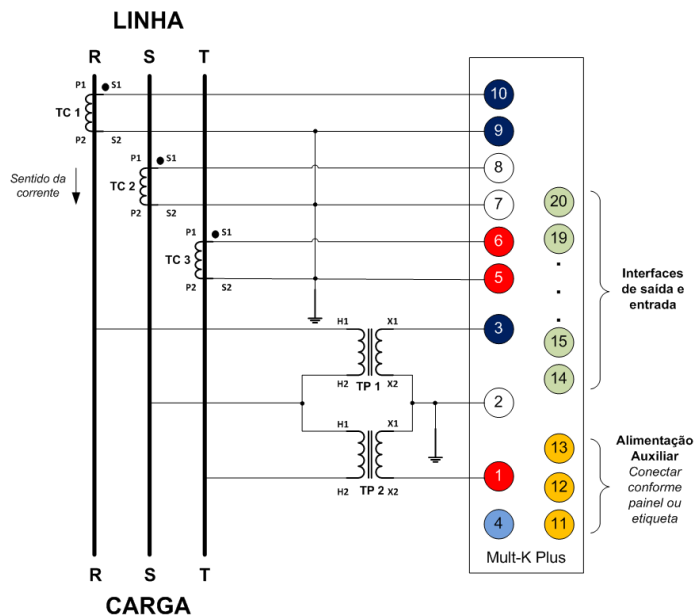 LINHA
R S T
P1 S1
TC 1
P2 S2
10
9
P1 S1
TC 2
P2 S2
8
7
Sentido da
corrente
P1 S1
TC 3
P2 S2
6
5
20
19
15
14
Interfaces
de saída e
entrada
H1 X1
H2 X2
TP 1
3
2
H1 X1
H2 X2
TP 2
1
4
13
12
11
Alimentação
Auxiliar
Conectar
conforme
painel ou
etiqueta
Mult-K Plus
R S T
CARGA